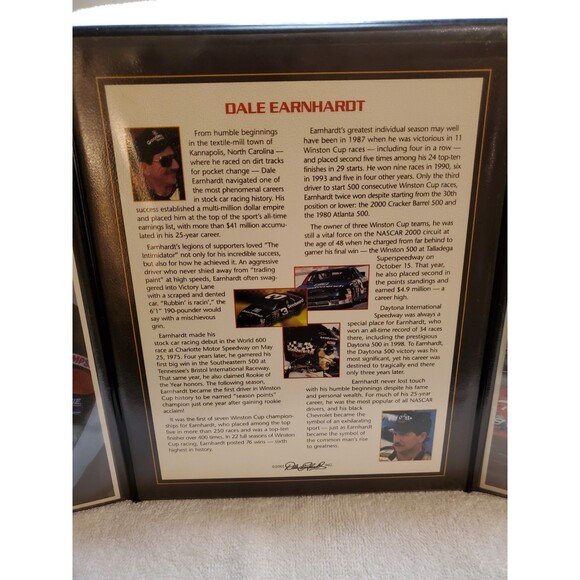 DALE EARNHARDT
From humble beginnings
in the textile-mill town of
Kannapolis, North Carolina —
where he raced on dirt tracks
for pocket change — Dale
Earnhardt navigated one of
the most phenomenal careers
in stock car racing history. His
success established a multi-million dollar empire
and placed him at the top of the sport's all-time
earnings list, with more than $41 million accumu-
lated in his 25-year career.
Earnhardt's legions of supporters loved "The
Intimidator" not only for his incredible success,
but also for how he achieved it. An aggressive
driver who never shied away from "trading
paint" at high speeds, Earnhardt often swag-
gered into Victory Lane
with a scraped and dented
car. "Rubbin' is racin'," the
6'1" 190-pounder would
say with a mischievous
grin.
Earnhardt made his
stock car racing debut in the World 600
race at Charlotte Motor Speedway on May
25, 1975. Four years later, he garnered his
first big win in the Southeastern 500 at
Tennessee's Bristol International Raceway.
That same year, he also claimed Rookie of
the Year honors. The following season,
Earnhardt became the first driver in Winston
Cup history to be named "season points"
champion just one year after gaining rookie
acclaim!
It was the first of seven Winston Cup champion-
ships for Earnhardt, who placed among the top
five in more than 250 races and was a top-ten
finisher over 400 times. In 22 full seasons of Winston
Cup racing, Earnhardt posted 76 wins — sixth
highest in history.
Earnhardt's greatest individual season may well
have been in 1987 when he was victorious in 11
Winston Cup races — including four in a row —
and placed second five times among his 24 top-ten
finishes in 29 starts. He won nine races in 1990, six
in 1993 and five in four other years. Only the third
driver to start 500 consecutive Winston Cup races,
Earnhardt twice won despite starting from the 30th
position or lower: the 2000 Cracker Barrel 500 and
the 1980 Atlanta 500.
The owner of three Winston Cup teams, he was
still a vital force on the NASCAR 2000 circuit at
the age of 48 when he charged from far behind to
garner his final win — the Winston 500 at Talladega
Superspeedway on
October 15. That year,
he also placed second in
the points standings and
earned $4.9 million — a
career high.
Daytona International
Speedway was always a
special place for Earnhardt, who
won an all-time record of 34 races
there, including the prestigious
Daytona 500 in 1998. To Earnhardt,
the Daytona 500 victory was his
most significant, yet his career was
destined to tragically end there
only three years later.
Earnhardt never lost touch
with his humble beginnings despite his fame
and personal wealth. For much of his 25-year
career, he was the most popular of all NASCAR
drivers, and his black
Chevrolet became the
symbol of an exhilarating
sport — just as Earnhardt
became the symbol of
the common man's rise
to greatness.
3